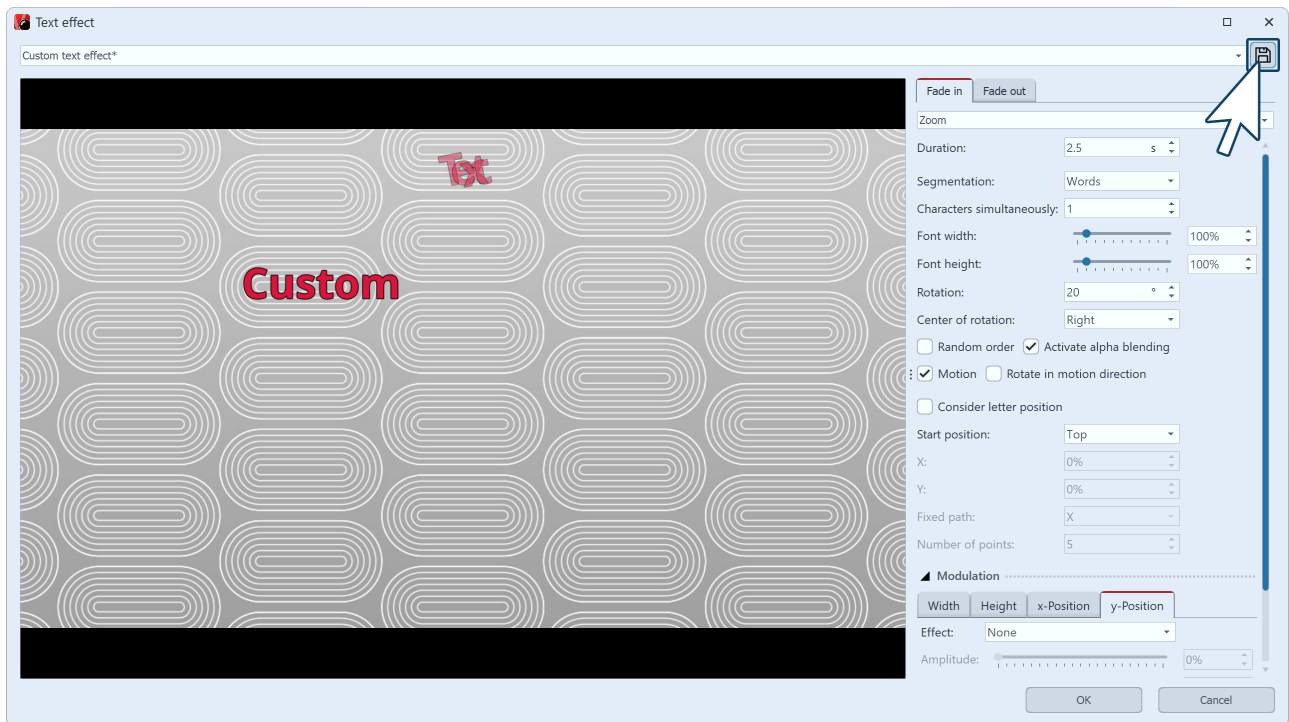 Text effect
Custom text effect*
Fade in Fade out
Zoom
Duration: 2.5 s
Segmentation: Words
Characters simultaneously: 1
Font width: 100%
Font height: 100%
Rotation: 20 °
Center of rotation: Right
Random order Activate alpha blending
Motion Rotate in motion direction
Consider letter position
Start position: Top
X: 0%
Y: 0%
Fixed path: X
Number of points: 5
Modulation
Width Height x-Position y-Position
Effect: None
Amplitude: 0%
OK Cancel
Text
Custom